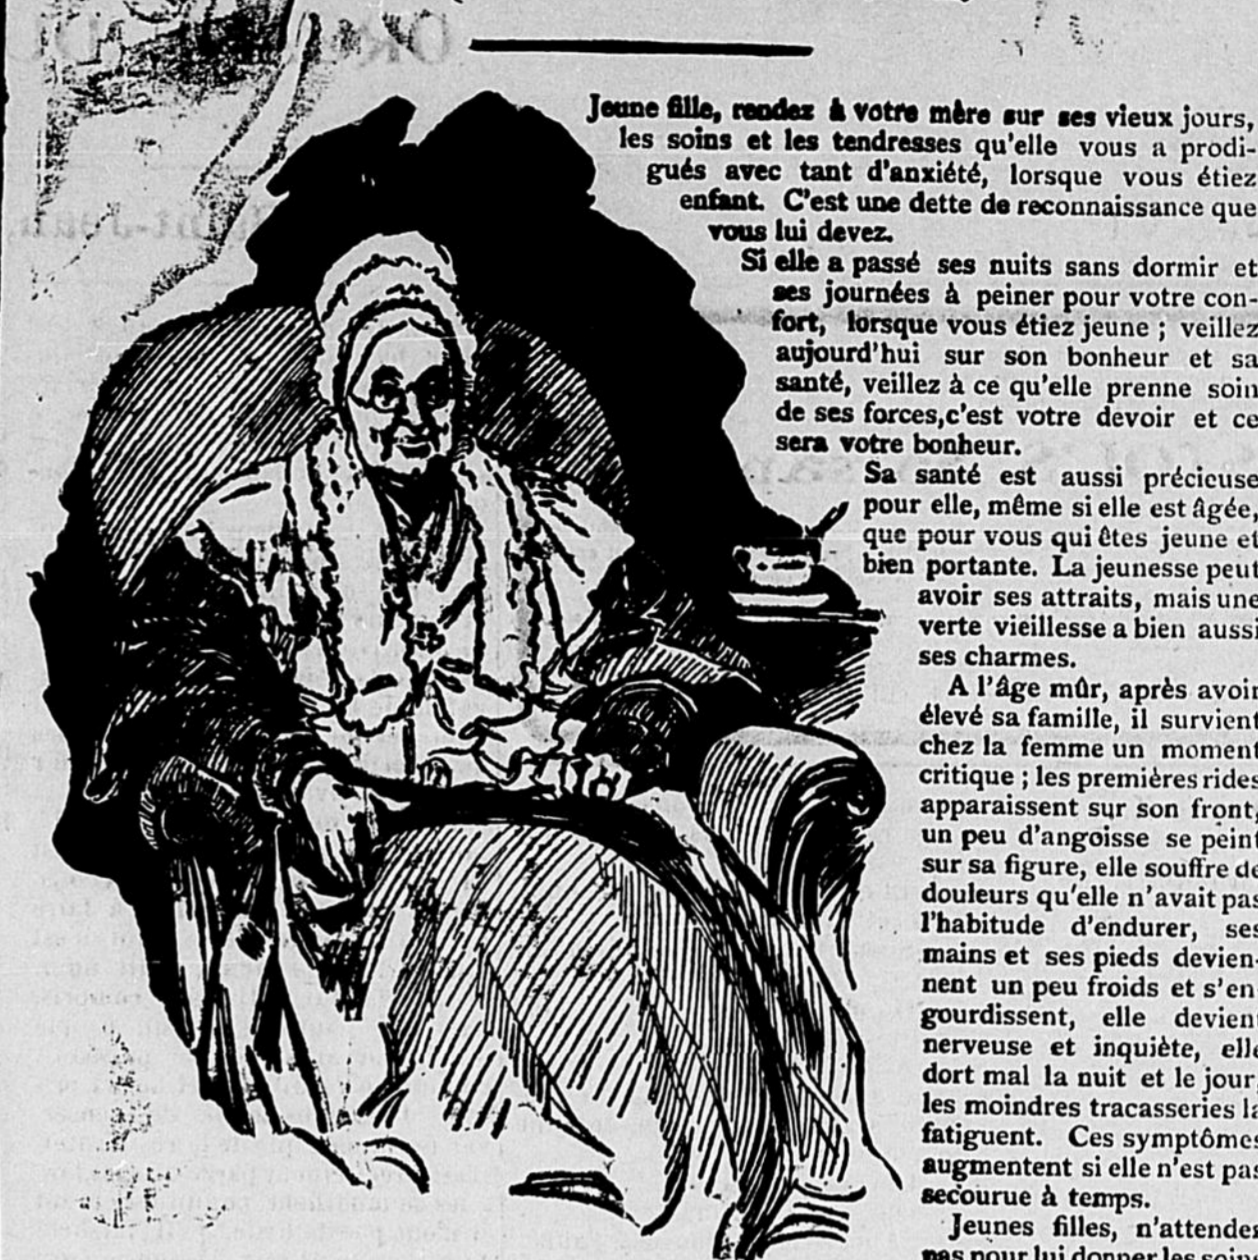 Jeune fille, rendez à votre mère sur ses vieux jours,
les soins et les tendresses qu'elle vous a prodi-
gués avec tant d'anxiété, lorsque vous étiez
enfant. C'est une dette de reconnaissance que
vous lui devez.
Si elle a passé ses nuits sans dormir et
ses journées à peiner pour votre con-
fort, lorsque vous étiez jeune ; veillez
aujourd'hui sur son bonheur et sa
santé, veillez à ce qu'elle prenne soin
de ses forces,c'est votre devoir et ce
sera votre bonheur.
Sa santé est aussi précieuse
pour elle, même si elle est âgée,
que pour vous qui êtes jeune et
bien portante. La jeunesse peut
avoir ses attraits, mais une
verte vieillesse a bien aussi
ses charmes.
A l'âge mûr, après avoir
élevé sa famille, il survient
chez la femme un moment
critique ; les premières rides
apparaissent sur son front,
un peu d'angoisse se peint
sur sa figure, elle souffre de
douleurs qu'elle n'avait pas
l'habitude d'endurer, ses
mains et ses pieds devien-
nent un peu froids et s'en-
gourdissent, elle devient
nerveuse et inquiète, elle
dort mal la nuit et le jour
les moindres tracasseries la
fatiguent. Ces symptômes
augmentent si elle n'est pas
secourue à temps.
Jeunes filles, n'attendez
pas pour lui donner les soins